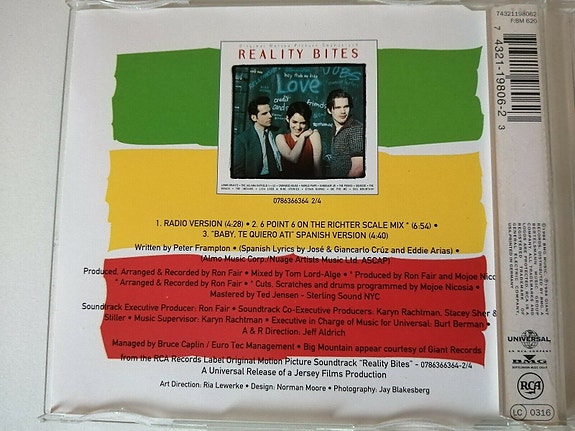 Original Motion Picture Soundtrack
REALITY BITES
Love
friends
0786366364 2/4
1. RADIO VERSION (4:28) • 2. 6 POINT 6 ON THE RICHTER SCALE MIX * (6:54) •
3. "BABY, TE QUIERO ATI" SPANISH VERSION (4:40)
Written by Peter Frampton • (Spanish Lyrics by José & Giancarlo Crúz and Eddie Arias) •
(Almo Music Corp./Nuage Artists Music Ltd. ASCAP)
Produced, Arranged & Recorded by Ron Fair • Mixed by Tom Lord-Alge • * Produced by Ron Fair and Mojoe Nico
* Arranged & Recorded by Ron Fair • * Cuts, Scratches and drums programmed by Mojoe Nicosia •
Mastered by Ted Jensen - Sterling Sound NYC
Soundtrack Executive Producer: Ron Fair • Soundtrack Co-Executive Producers: Karyn Rachtman, Stacey Sher &
Stiller • Music Supervisor: Karyn Rachtman • Executive in Charge of Music for Universal: Burt Berman •
A & R Direction: Jeff Aldrich
Managed by Bruce Caplin / Euro Tec Management • Big Mountain appear courtesy of Giant Records
from the RCA Records Label Original Motion Picture Soundtrack "Reality Bites" - 0786366364-2/4
A Universal Release of a Jersey Films Production
Art Direction: Ria Lewerke • Design: Norman Moore • Photography: Jay Blakesberg
74321198062
F: BM 620
7 4321-19806-2 3
UNIVERSAL
AN MCA COMPANY
BMG
RCA
LC 0316